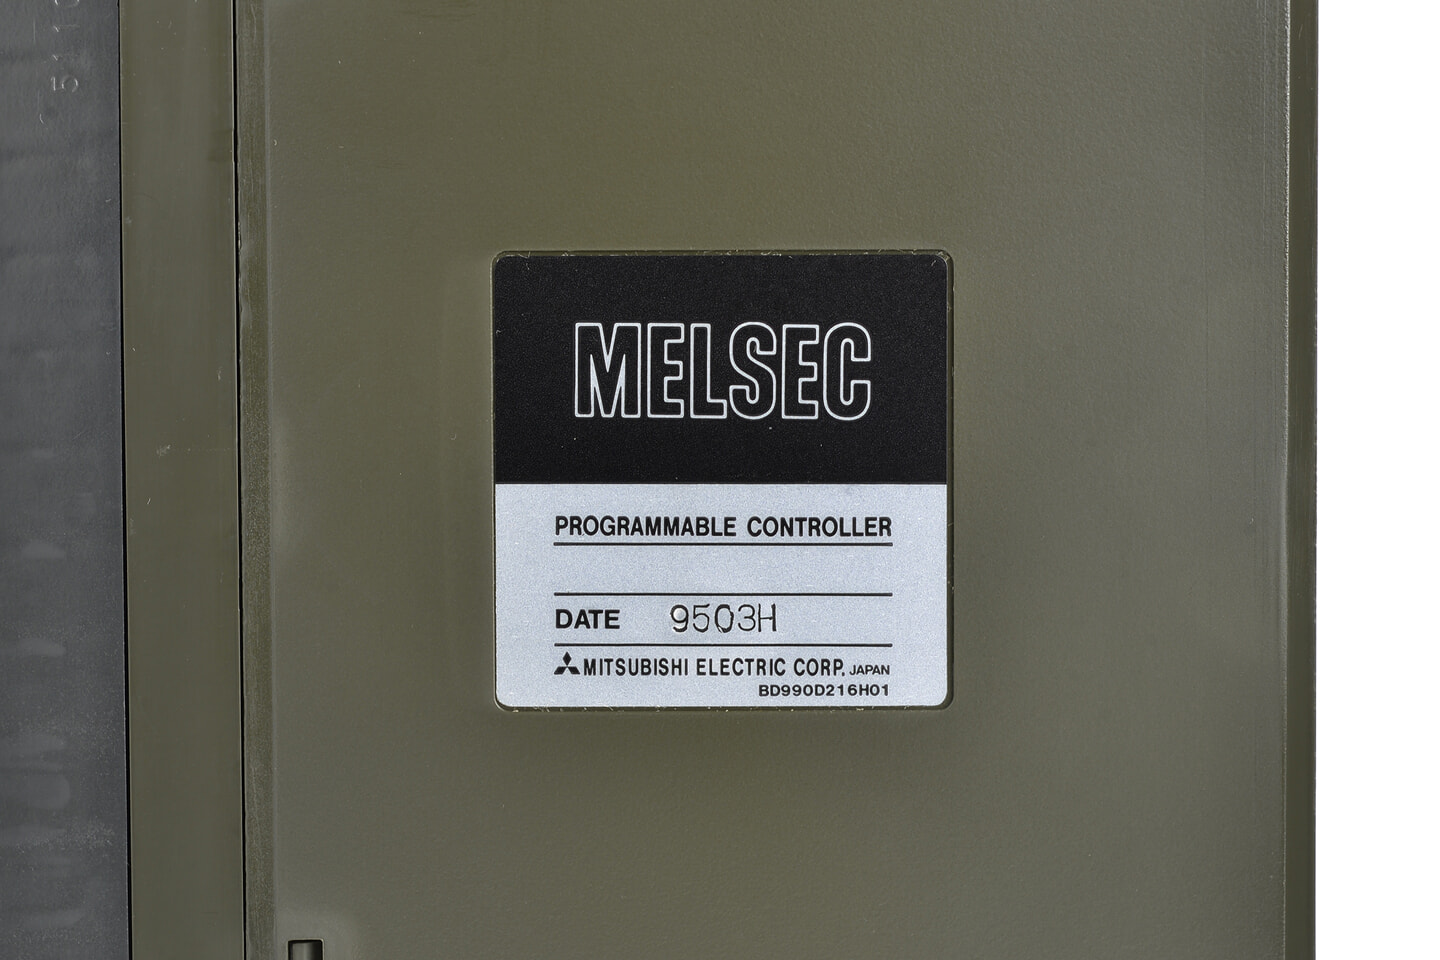 MELSEC
PROGRAMMABLE CONTROLLER
DATE 9503H
MITSUBISHI ELECTRIC CORP. JAPAN
BD990D216H01